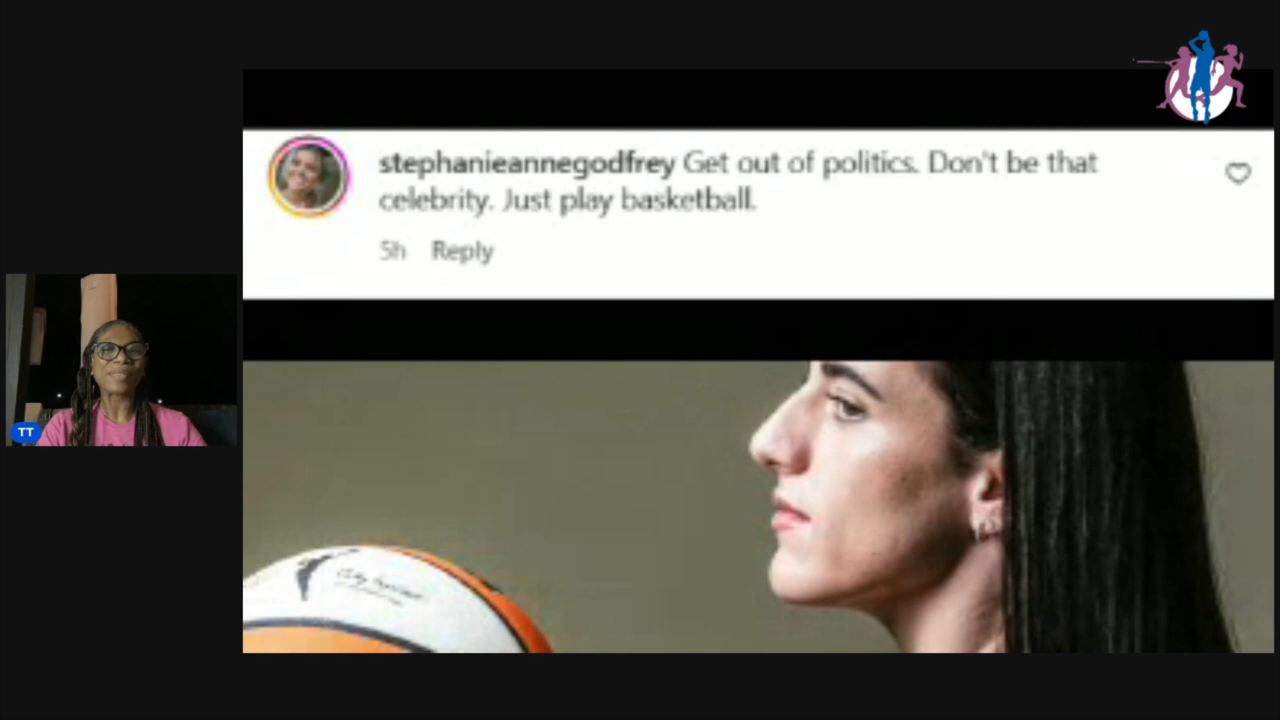 stephanieannegodfrey Get out of politics. Don't be that
celebrity. Just play basketball.
5h Reply
TT